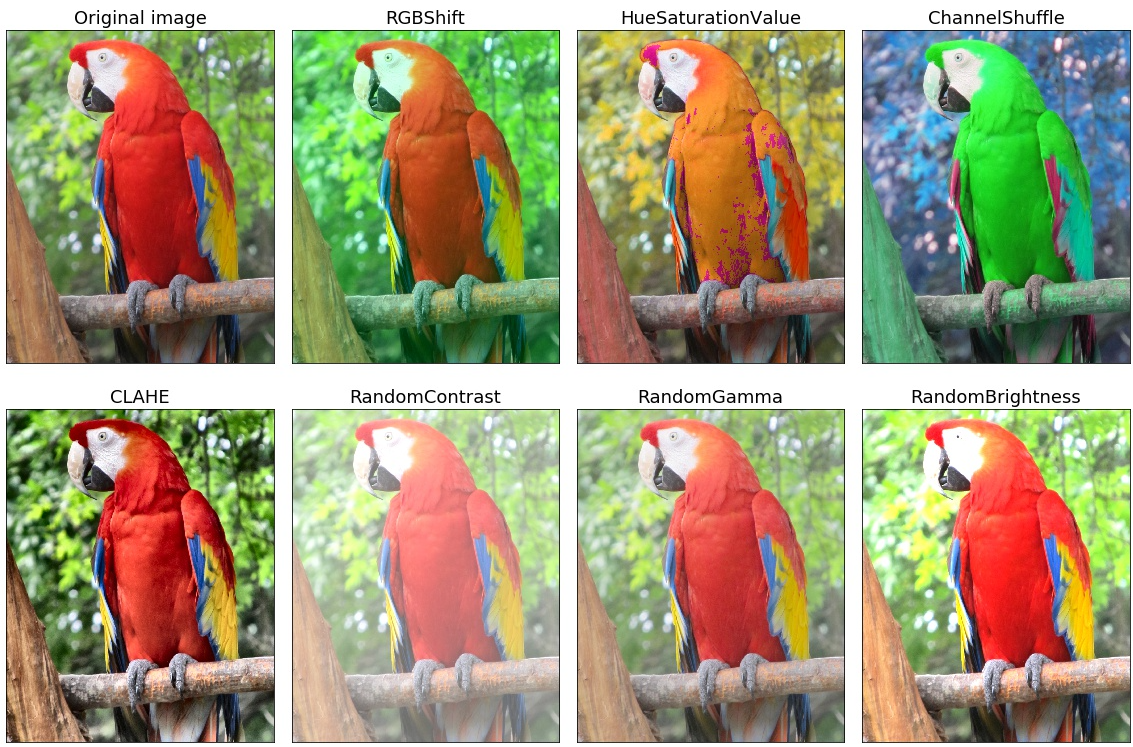 Original image
RGBShift
HueSaturationValue
ChannelShuffle
CLAHE
RandomContrast
RandomGamma
RandomBrightness